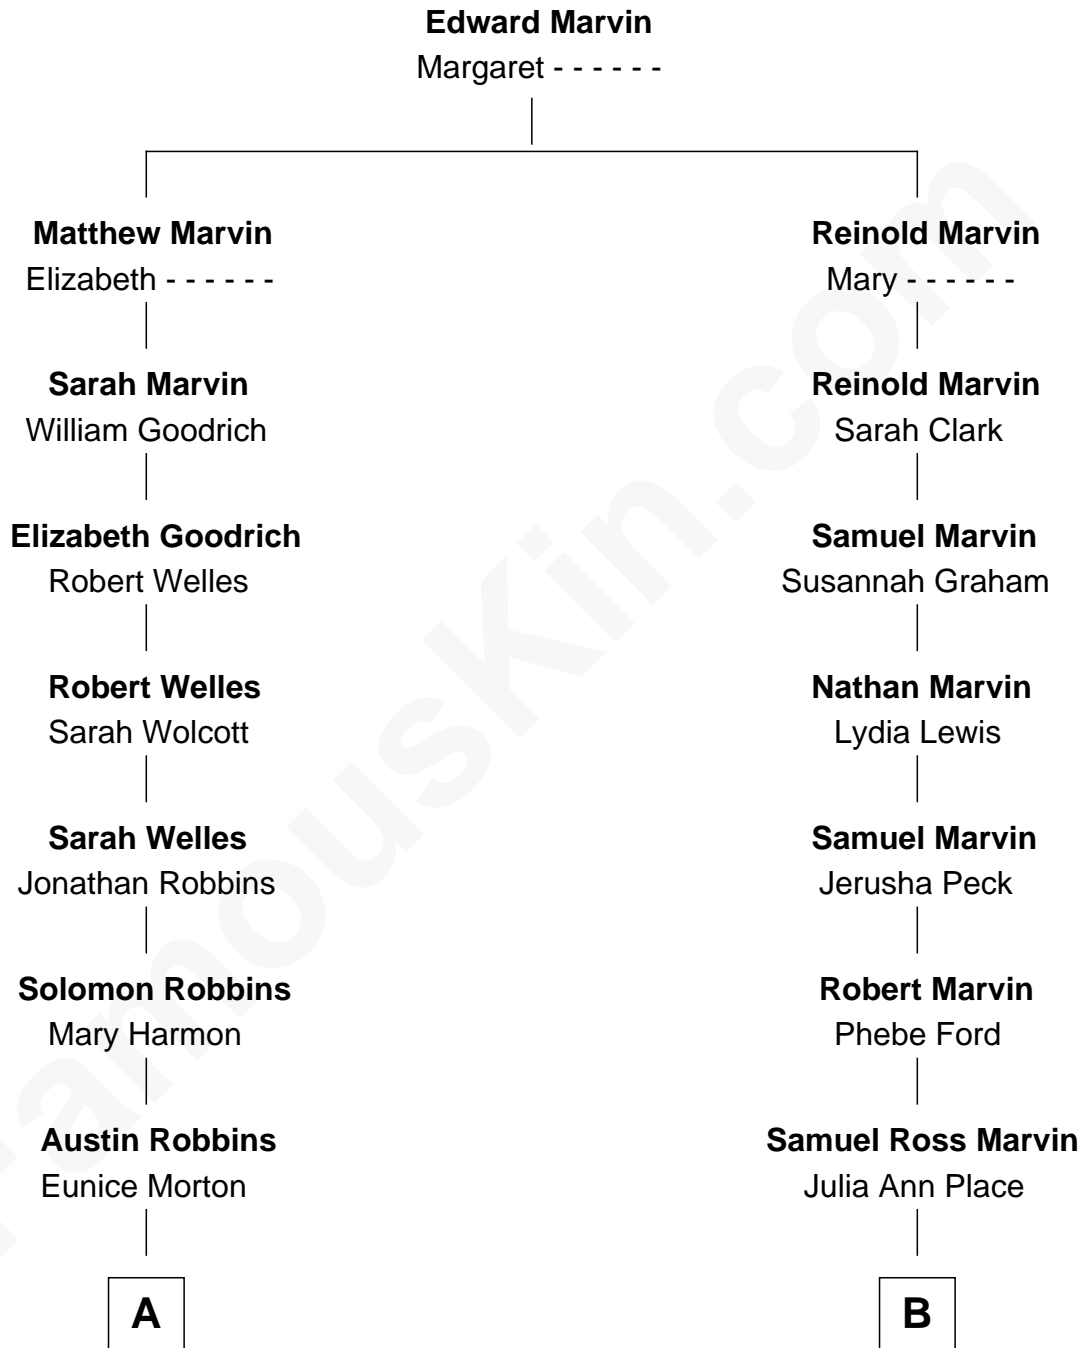 Edward Marvin
Margaret - - - - - -
Matthew Marvin
Elizabeth - - - - - -
Reinold Marvin
Mary - - - - - -
Sarah Marvin
William Goodrich
Reinold Marvin
Sarah Clark
Elizabeth Goodrich
Robert Welles
Samuel Marvin
Susannah Graham
Robert Welles
Sarah Wolcott
Nathan Marvin
Lydia Lewis
Sarah Welles
Jonathan Robbins
Samuel Marvin
Jerusha Peck
Solomon Robbins
Mary Harmon
Robert Marvin
Phebe Ford
Austin Robbins
Eunice Morton
Samuel Ross Marvin
Julia Ann Place
A
B
FamousKin.com